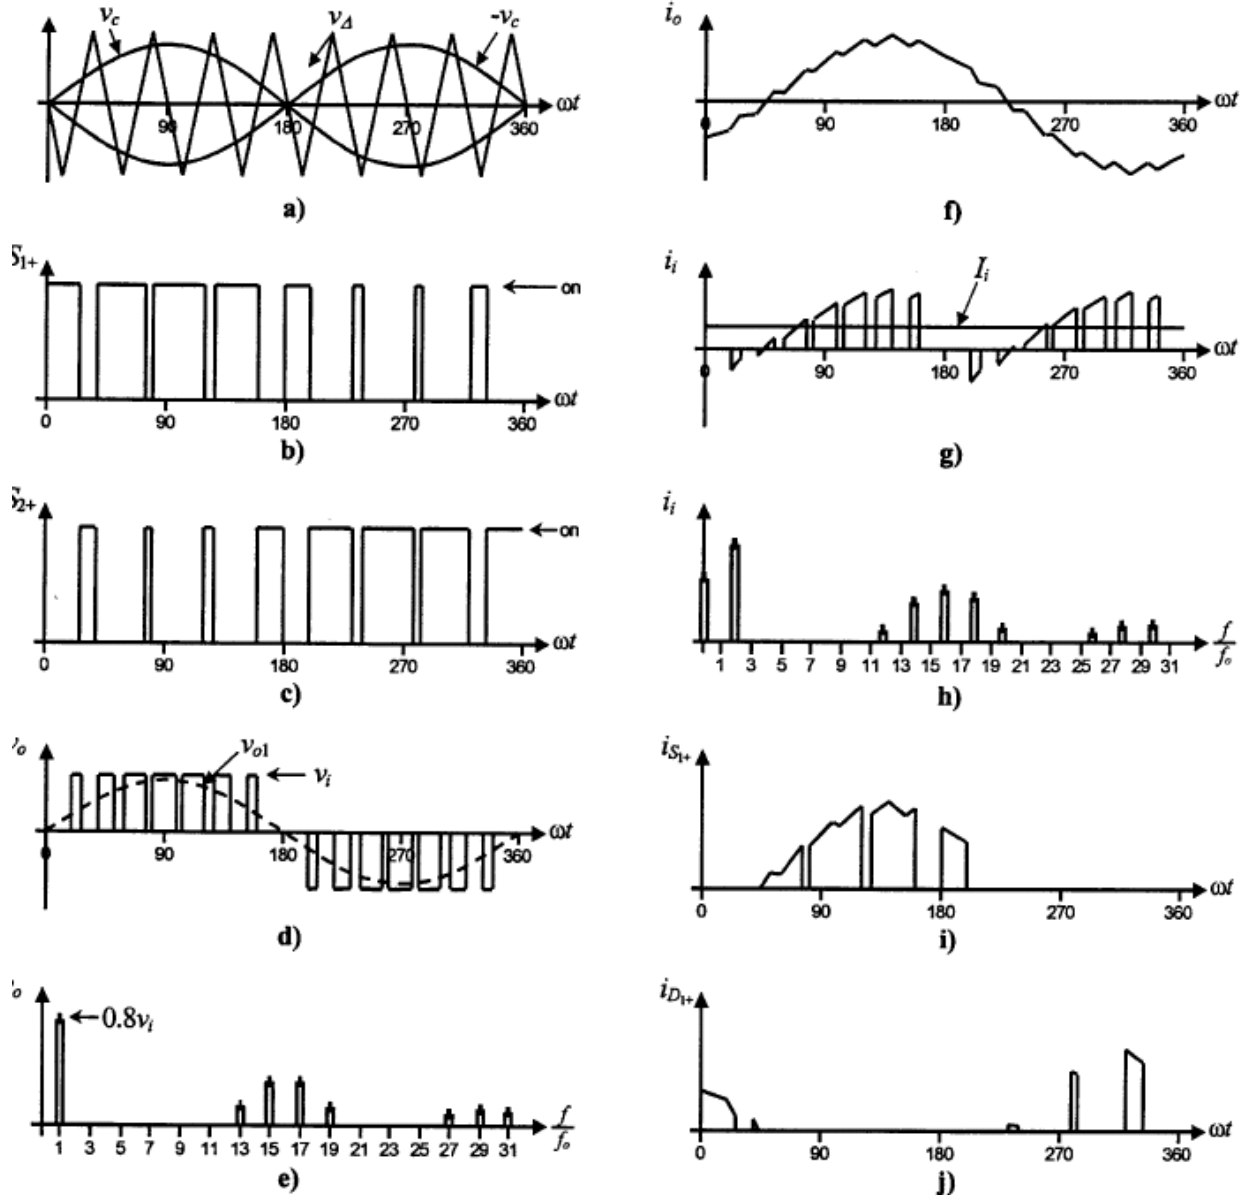 v_c
v_Δ
-v_c
ωt
90
180
270
360
a)
S1+
on
0
90
180
270
360
ωt
b)
S2+
on
0
90
180
270
360
ωt
c)
v_o1
v_i
ωt
0
90
180
270
360
d)
0.8v_i
f
f_o
1 3 5 7 9 11 13 15 17 19 21 23 25 27 29 31
e)
i_o
ωt
0
90
180
270
360
f)
i_i
I_i
ωt
0
90
180
270
360
g)
i_i
f
f_o
1 3 5 7 9 11 13 15 17 19 21 23 25 27 29 31
h)
i_S1+
ωt
0
90
180
270
360
i)
i_D1+
ωt
0
90
180
270
360
j)